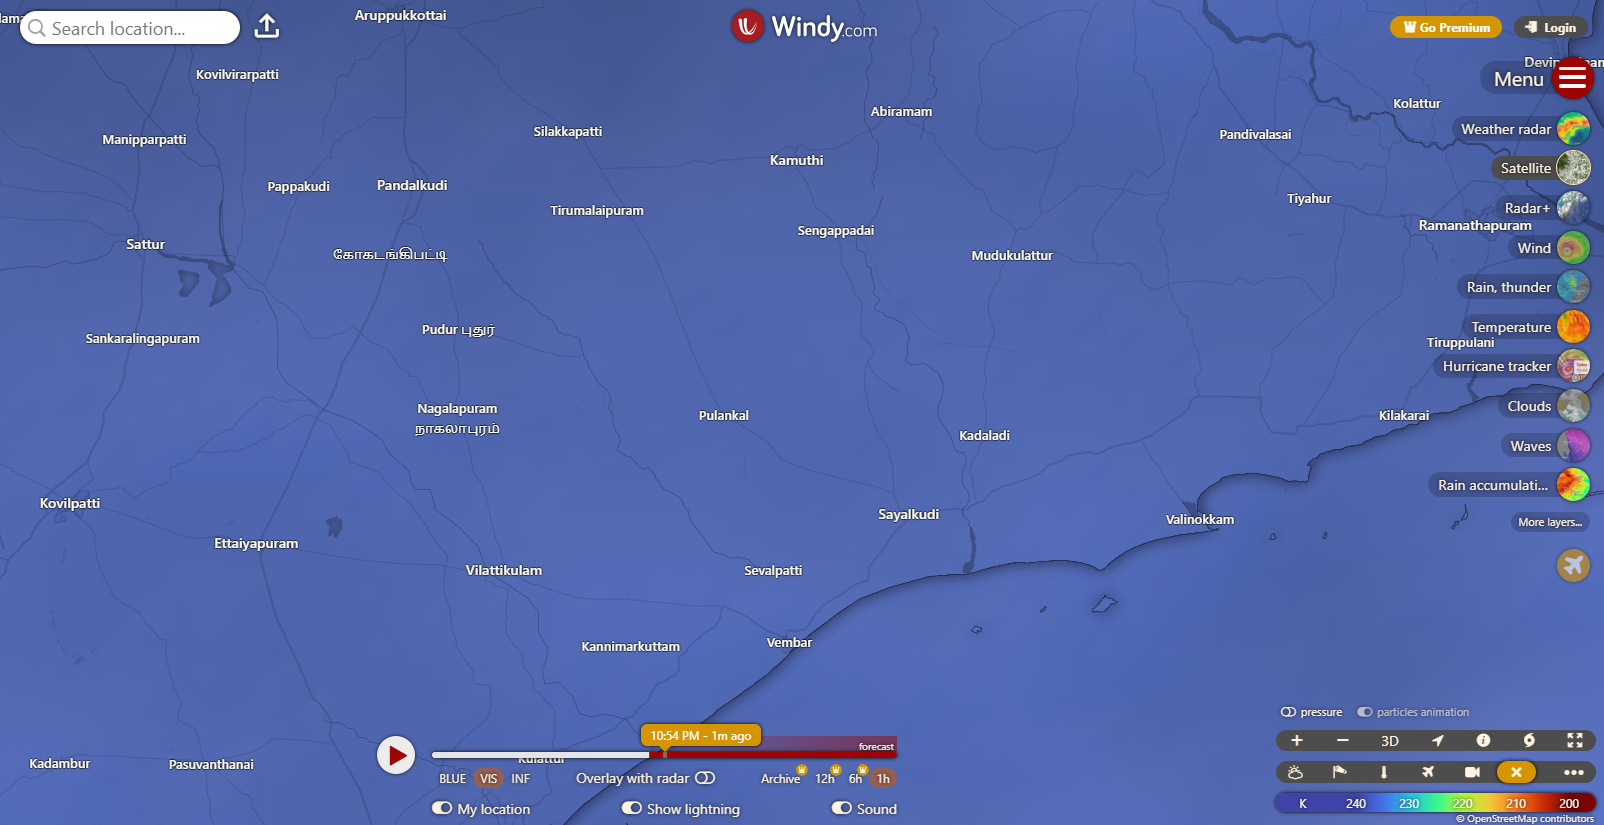 Aruppukkottai
Search location...
Windy.com
Go Premium
Login
Kovilvirarpatti
Menu
Kolattur
Abiramam
Weather radar
Silakkapatti
Pandivalasai
Manipparpatti
Kamuthi
Satellite
Pappakudi
Pandalkudi
Tiyahur
Radar+
Tirumalaipuram
Ramanathapuram
Sengappadai
Sattur
Wind
கோகடங்கிபட்டி
Mudukulattur
Rain, thunder
Pudur புதுர்
Temperature
Sankaralingapuram
Tiruppulani
Hurricane tracker
Nagalapuram
நாகலாபுரம்
Clouds
Pulankal
Kilakarai
Kadaladi
Waves
Rain accumulati...
Kovilpatti
Sayalkudi
Valinokkam
More layers...
Ettaiyapuram
Vilattikulam
Sevalpatti
Kannimarkuttam
Vembar
pressure
particles animation
10:54 PM - 1m ago
forecast
3D
Kadambur
Pasuvanthanai
Kulattur
BLUE VIS INF
Overlay with radar
Archive 12h 6h 1h
My location
Show lightning
Sound
K 240 230 220 210 200
© OpenStreetMap contributors